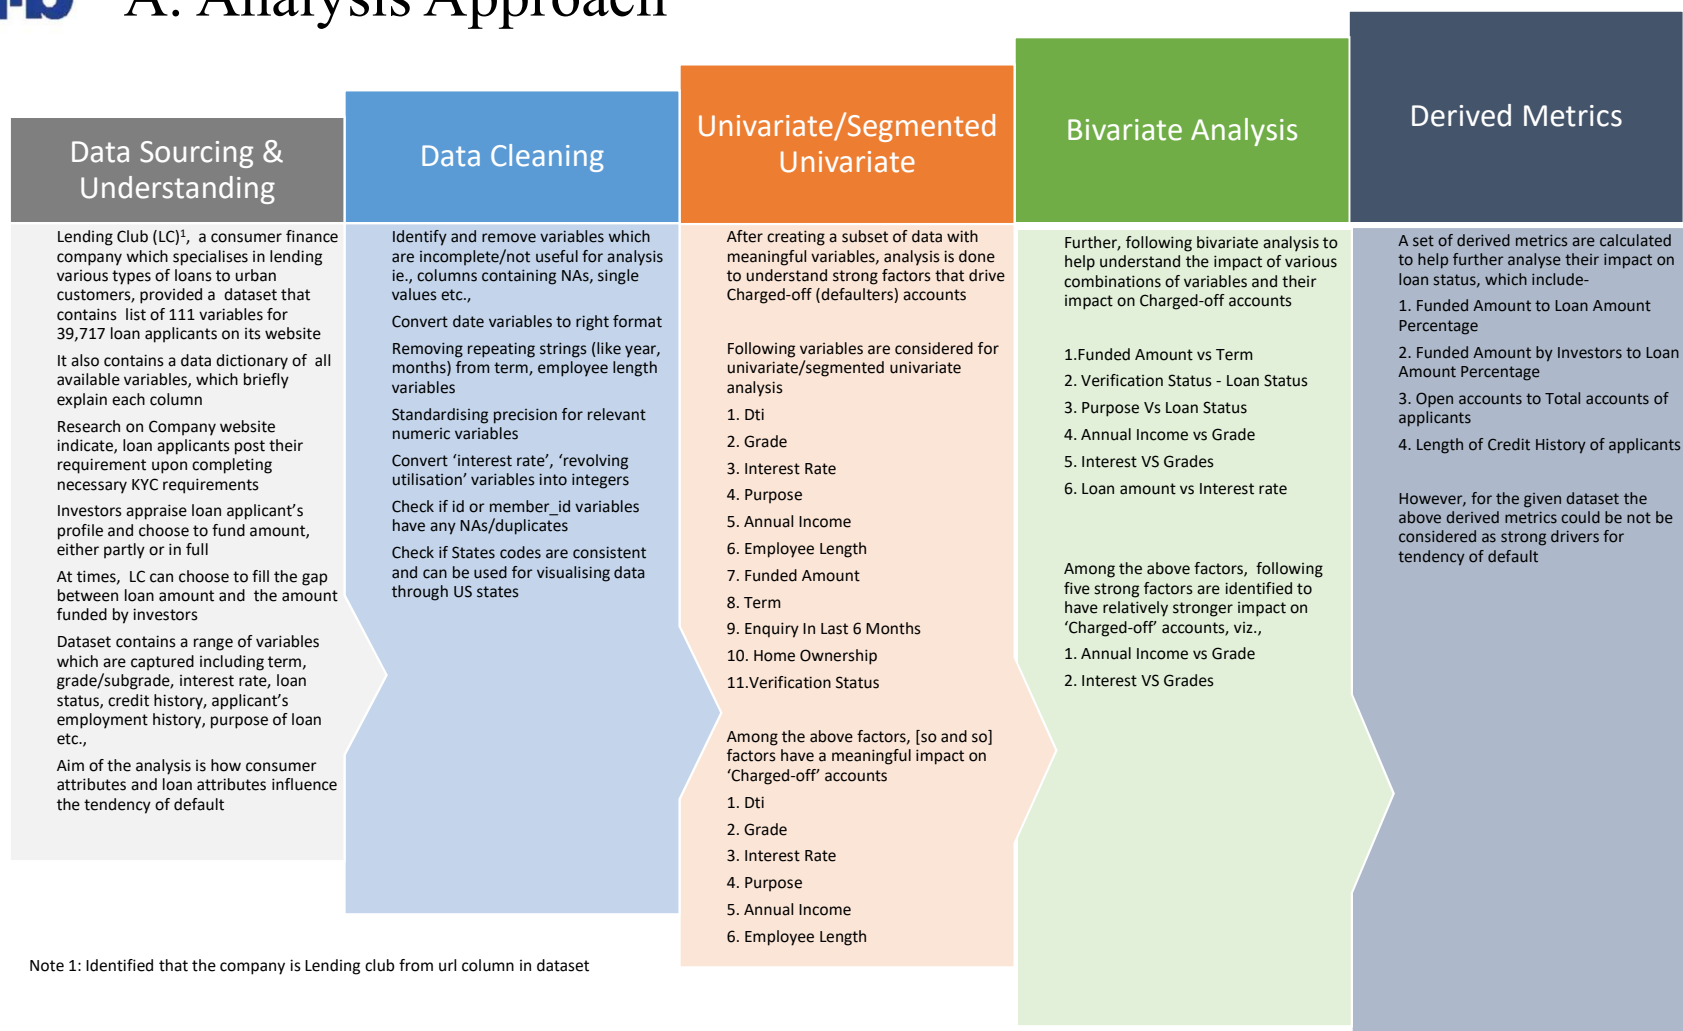 A. Analysis Approach
Data Sourcing &
Understanding
Lending Club (LC)¹, a consumer finance
company which specialises in lending
various types of loans to urban
customers, provided a dataset that
contains list of 111 variables for
39,717 loan applicants on its website
It also contains a data dictionary of all
available variables, which briefly
explain each column
Research on Company website
indicate, loan applicants post their
requirement upon completing
necessary KYC requirements
Investors appraise loan applicant’s
profile and choose to fund amount,
either partly or in full
At times, LC can choose to fill the gap
between loan amount and the amount
funded by investors
Dataset contains a range of variables
which are captured including term,
grade/subgrade, interest rate, loan
status, credit history, applicant’s
employment history, purpose of loan
etc.,
Aim of the analysis is how consumer
attributes and loan attributes influence
the tendency of default
Data Cleaning
Identify and remove variables which
are incomplete/not useful for analysis
ie., columns containing NAs, single
values etc.,
Convert date variables to right format
Removing repeating strings (like year,
months) from term, employee length
variables
Standardising precision for relevant
numeric variables
Convert ‘interest rate’, ‘revolving
utilisation’ variables into integers
Check if id or member_id variables
have any NAs/duplicates
Check if States codes are consistent
and can be used for visualising data
through US states
Univariate/Segmented
Univariate
After creating a subset of data with
meaningful variables, analysis is done
to understand strong factors that drive
Charged-off (defaulters) accounts
Following variables are considered for
univariate/segmented univariate
analysis
1. Dti
2. Grade
3. Interest Rate
4. Purpose
5. Annual Income
6. Employee Length
7. Funded Amount
8. Term
9. Enquiry In Last 6 Months
10. Home Ownership
11.Verification Status
Among the above factors, [so and so]
factors have a meaningful impact on
‘Charged-off’ accounts
1. Dti
2. Grade
3. Interest Rate
4. Purpose
5. Annual Income
6. Employee Length
Bivariate Analysis
Further, following bivariate analysis to
help understand the impact of various
combinations of variables and their
impact on Charged-off accounts
1.Funded Amount vs Term
2. Verification Status - Loan Status
3. Purpose Vs Loan Status
4. Annual Income vs Grade
5. Interest VS Grades
6. Loan amount vs Interest rate
Among the above factors, following
five strong factors are identified to
have relatively stronger impact on
‘Charged-off’ accounts, viz.,
1. Annual Income vs Grade
2. Interest VS Grades
Derived Metrics
A set of derived metrics are calculated
to help further analyse their impact on
loan status, which include-
1. Funded Amount to Loan Amount
Percentage
2. Funded Amount by Investors to Loan
Amount Percentage
3. Open accounts to Total accounts of
applicants
4. Length of Credit History of applicants
However, for the given dataset the
above derived metrics could be not be
considered as strong drivers for
tendency of default
Note 1: Identified that the company is Lending club from url column in dataset